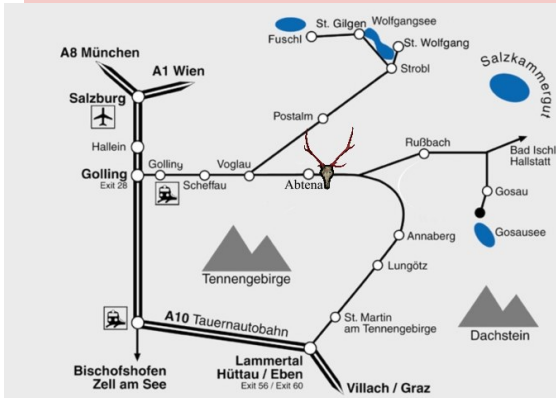 St. Gilgen
Wolfgangsee
Fuschl
St. Wolfgang
A8 München
A1 Wien
Strobl
Salzkammergut
Salzburg
Postalm
Hallein
Rußbach
Bad Ischl
Hallstatt
Golling
Exit 28
Golling
Voglau
Scheffau
Abtenau
Gosau
Gosausee
Annaberg
Lungötz
Tennengebirge
St. Martin
am Tennengebirge
A10 Tauernautobahn
Dachstein
Bischofshofen
Zell am See
Lammertal
Hüttau / Eben
Exit 56 / Exit 60
Villach / Graz